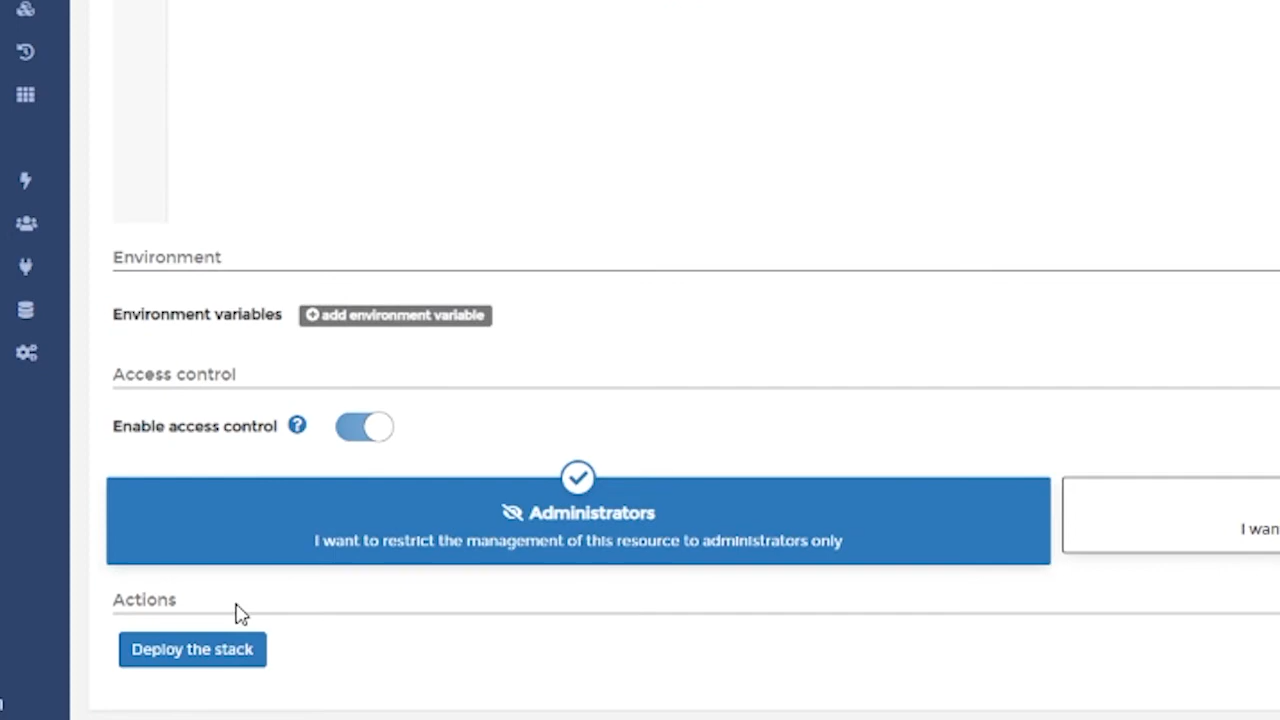 Environment
Environment variables
add environment variable
Access control
Enable access control
Administrators
I want to restrict the management of this resource to administrators only
Actions
Deploy the stack